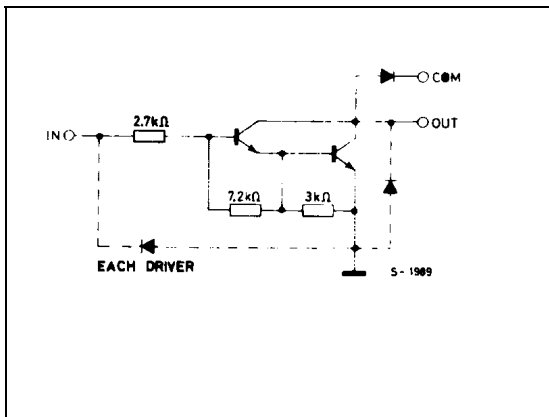 COM
2.7kΩ
IN
OUT
7.2kΩ
3kΩ
EACH DRIVER
S-1989